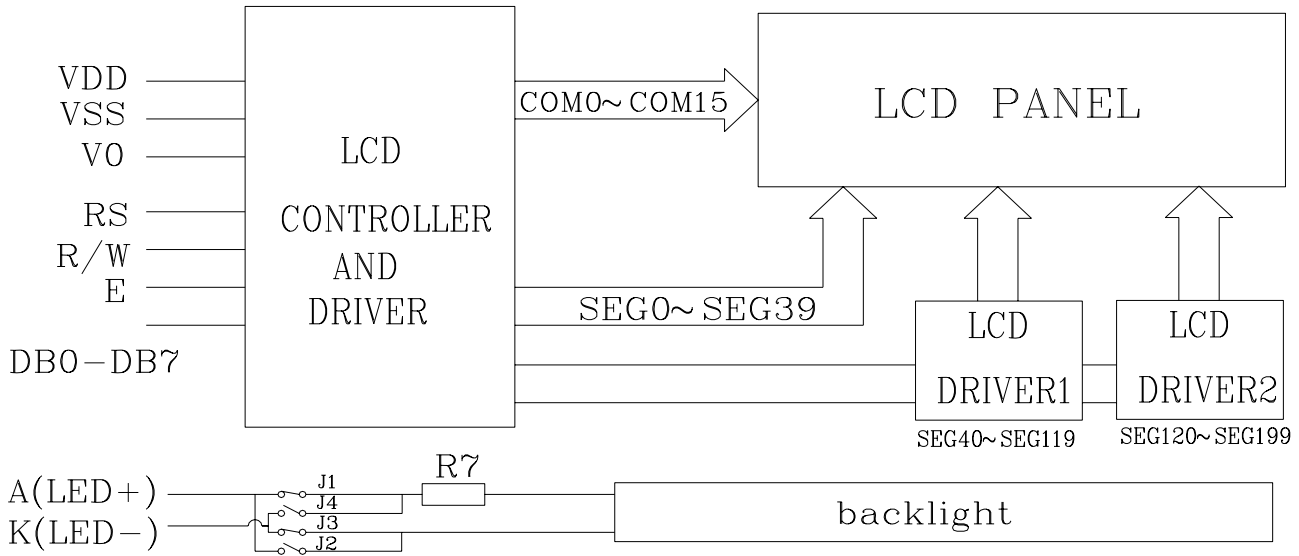 VDD
VSS
V0
RS
R/W
E
DB0-DB7
LCD
CONTROLLER
AND
DRIVER
COM0~COM15
LCD PANEL
SEG0~SEG39
LCD
DRIVER1
SEG40~SEG119
LCD
DRIVER2
SEG120~SEG199
A(LED+)
K(LED-)
J1
J4
J3
J2
R7
backlight